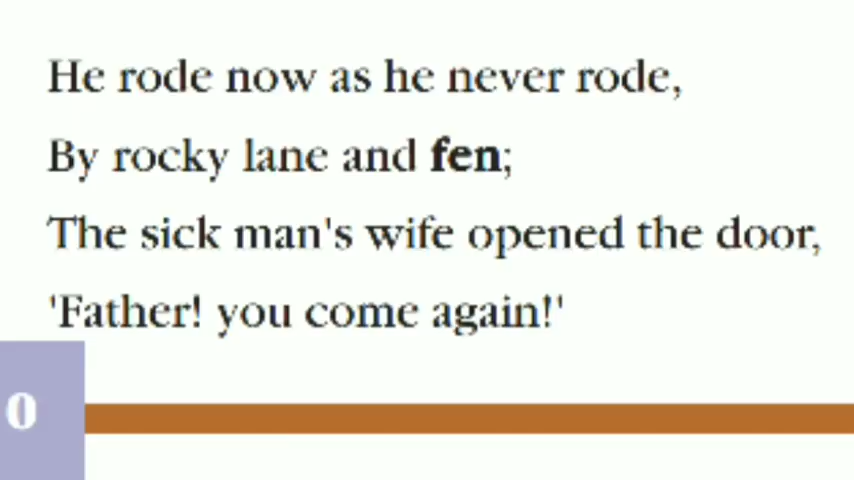 He rode now as he never rode,
By rocky lane and fen;
The sick man's wife opened the door,
'Father! you come again!'
0